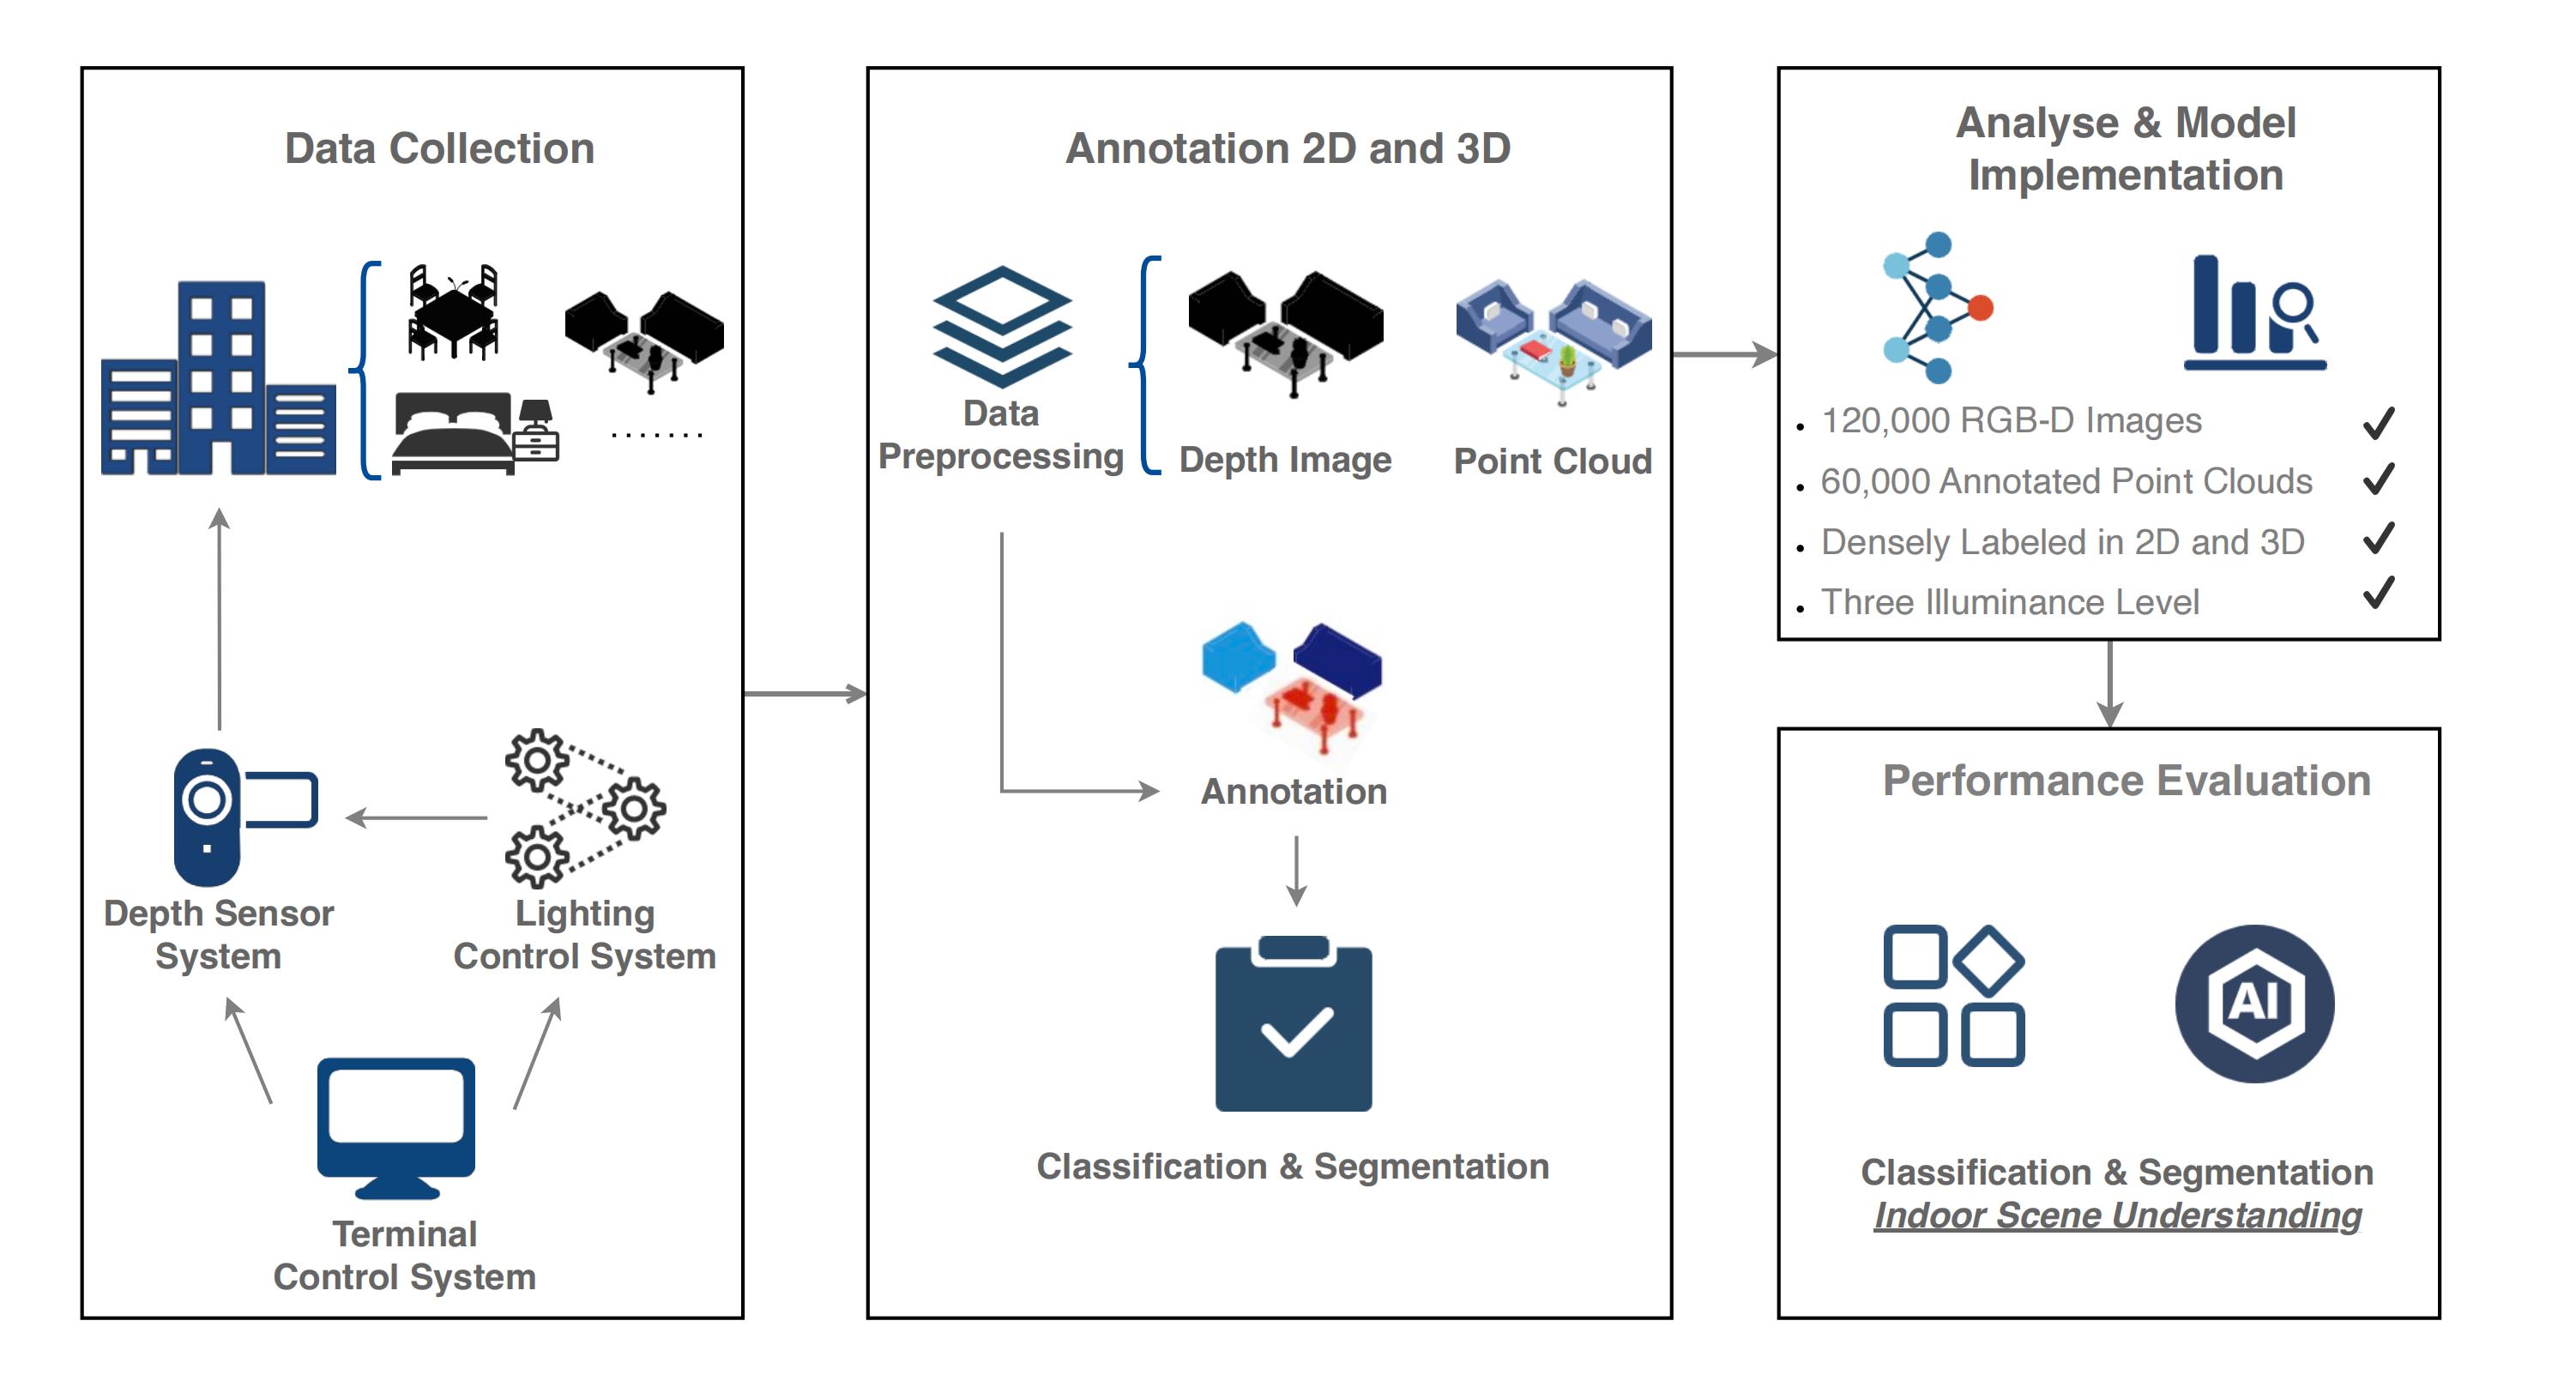 Data Collection
.......
Depth Sensor
System
Lighting
Control System
Terminal
Control System
Annotation 2D and 3D
Data
Preprocessing
Depth Image
Point Cloud
Annotation
Classification & Segmentation
Analyse & Model
Implementation
• 120,000 RGB-D Images ✓
• 60,000 Annotated Point Clouds ✓
• Densely Labeled in 2D and 3D ✓
• Three Illuminance Level ✓
Performance Evaluation
AI
Classification & Segmentation
Indoor Scene Understanding